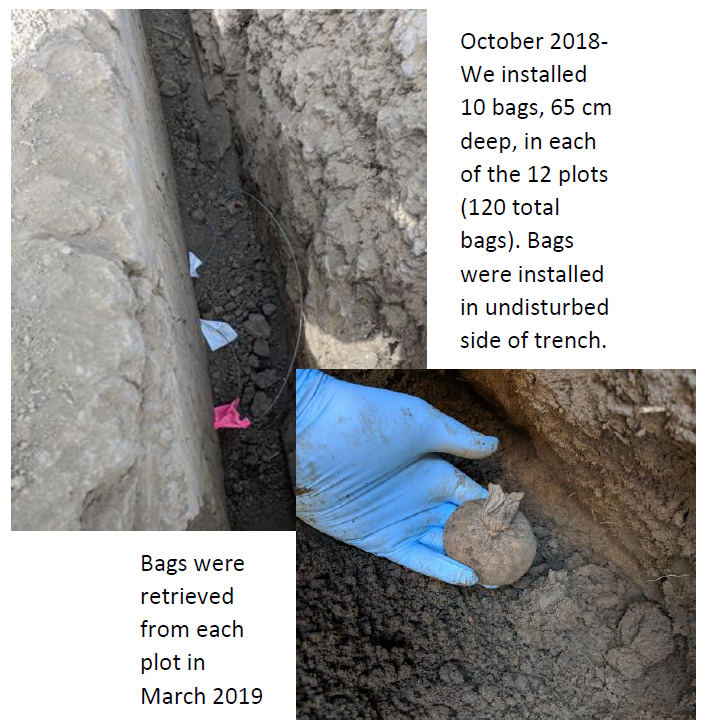 October 2018-
We installed
10 bags, 65 cm
deep, in each
of the 12 plots
(120 total
bags). Bags
were installed
in undisturbed
side of trench.
Bags were
retrieved
from each
plot in
March 2019